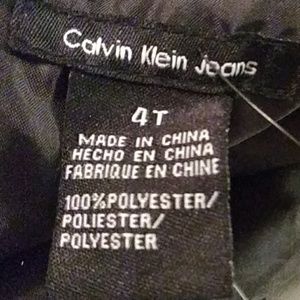 Calvin Klein Jeans
4T
MADE IN CHINA
HECHO EN CHINA
FABRIQUE EN CHINE
100%POLYESTER/
POLIESTER/
POLYESTER